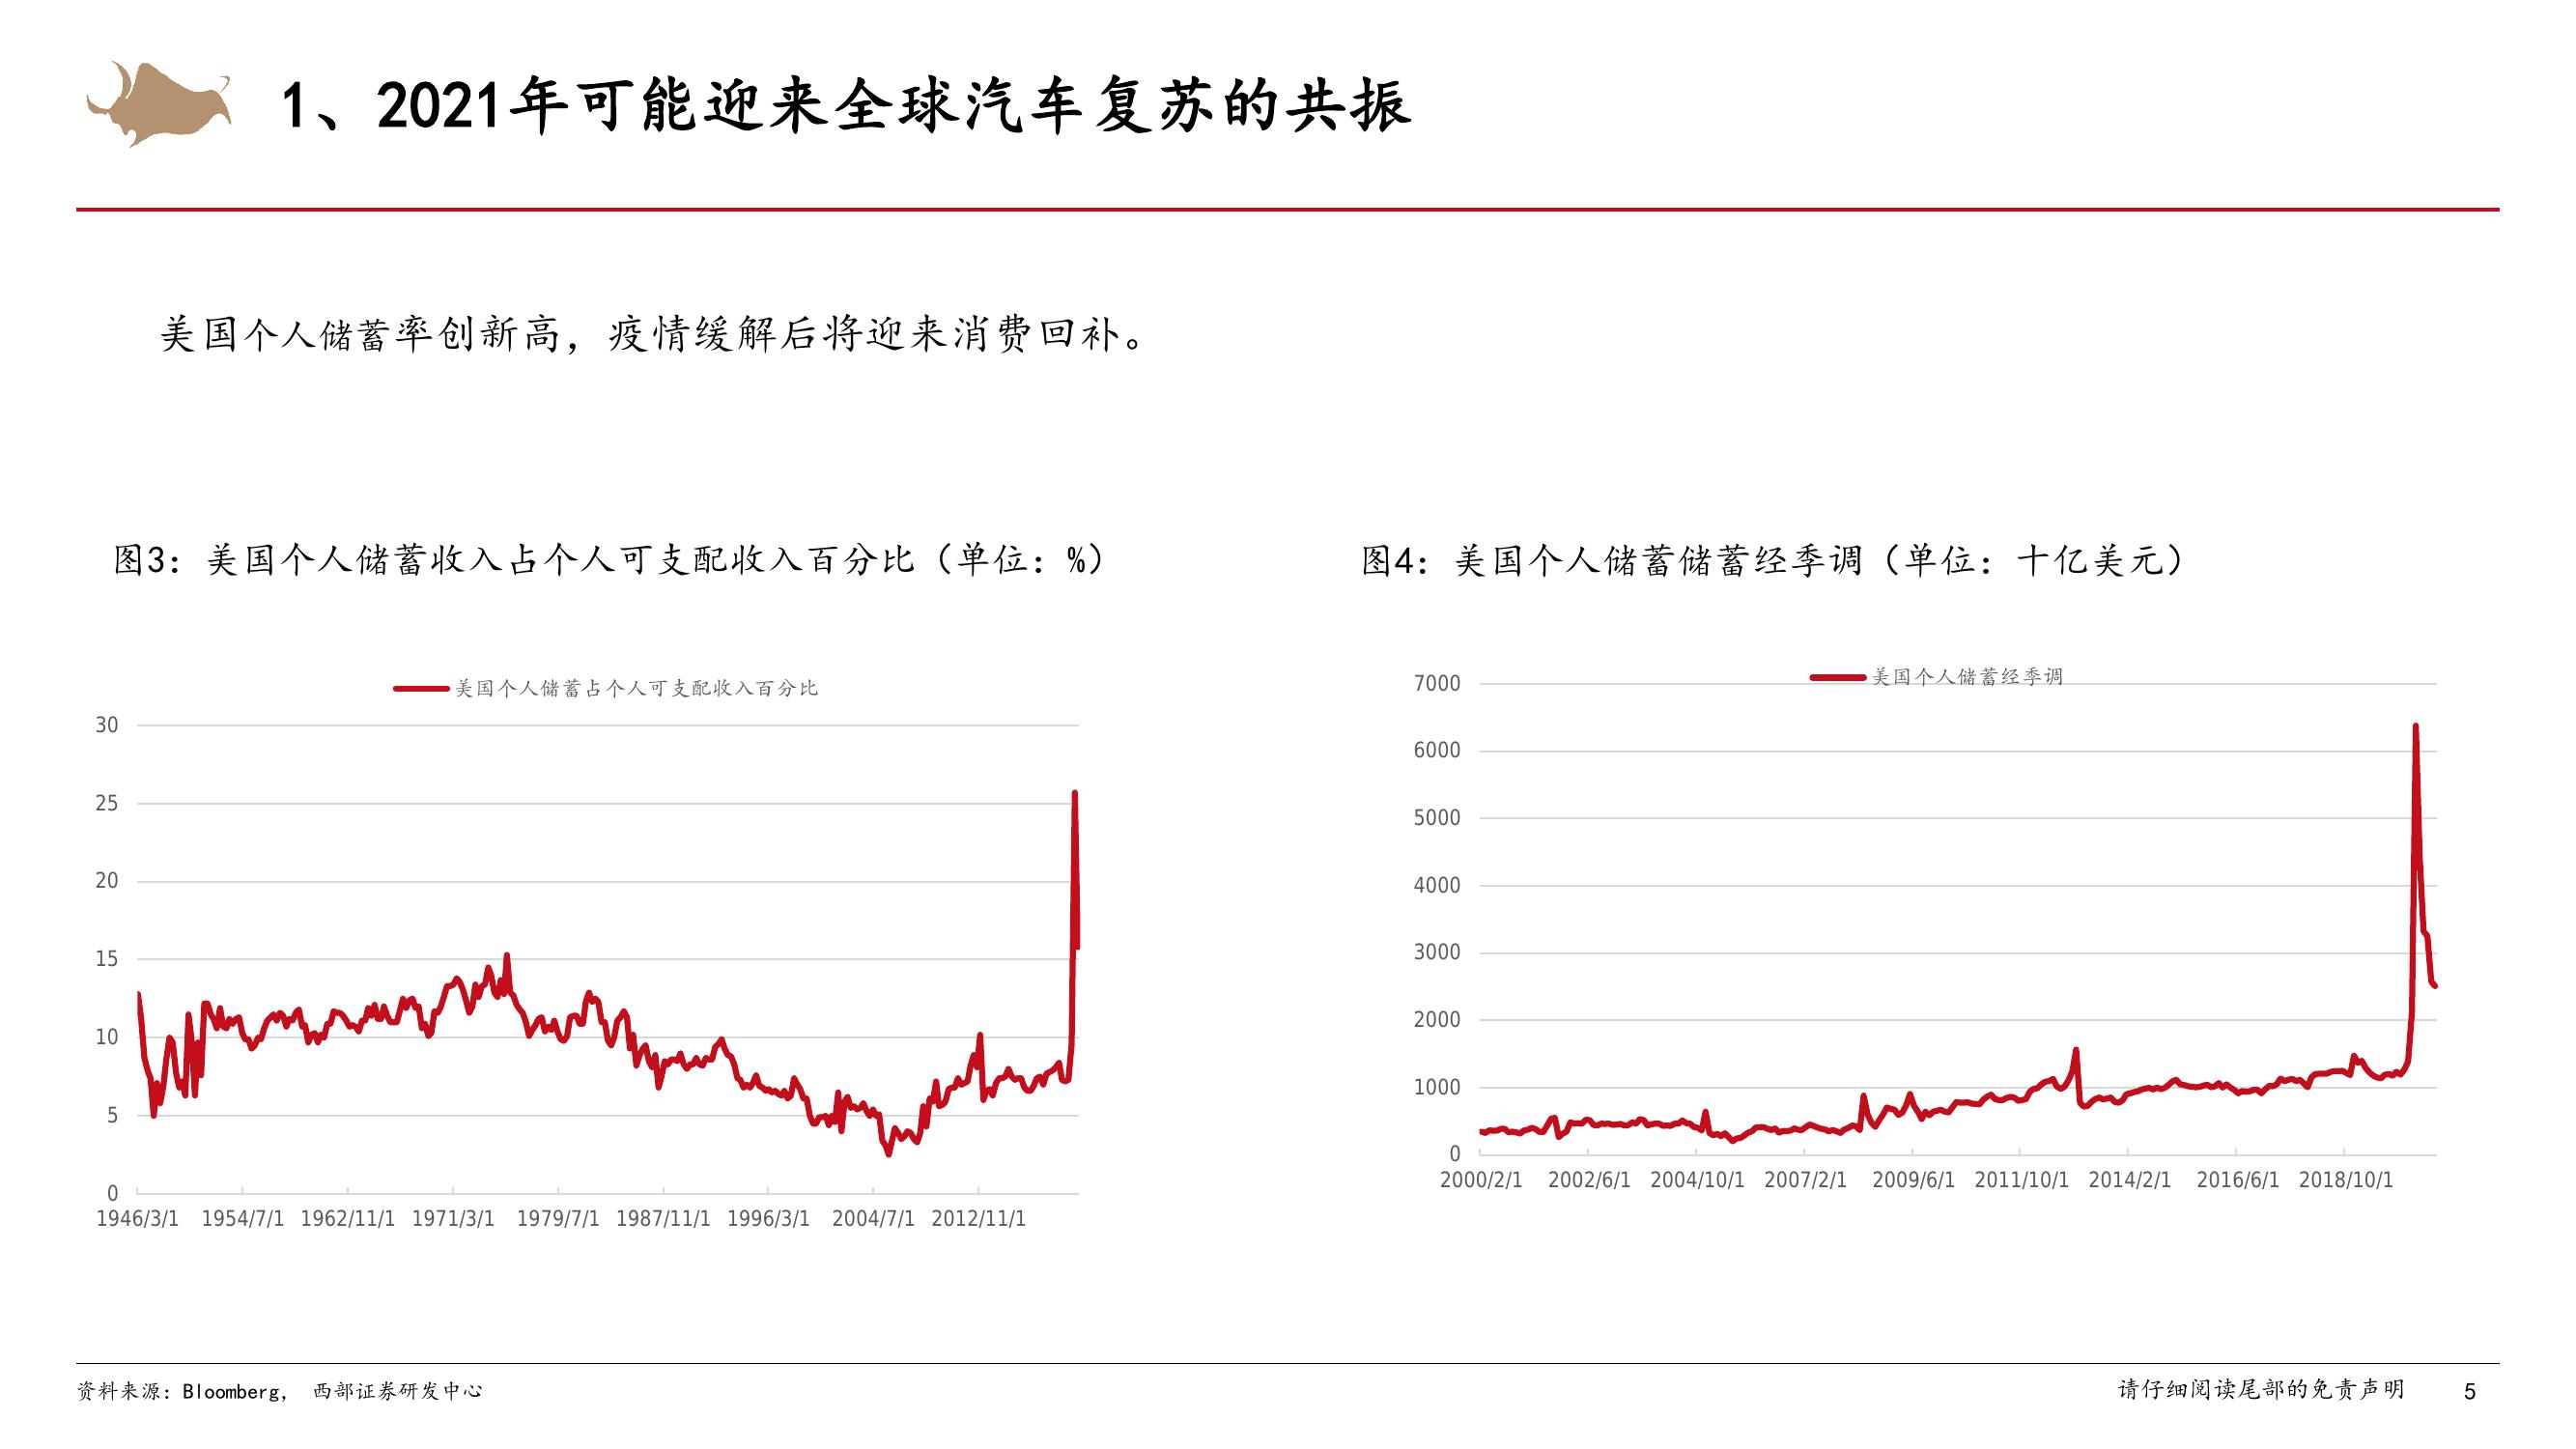 1、2021年可能迎来全球汽车复苏的共振
美国个人储蓄率创新高，疫情缓解后将迎来消费回补。
图3：美国个人储蓄收入占个人可支配收入百分比（单位：%）
美国个人储蓄占个人可支配收入百分比
30
25
20
15
10
5
0
1946/3/1 1954/7/1 1962/11/1 1971/3/1 1979/7/1 1987/11/1 1996/3/1 2004/7/1 2012/11/1
图4：美国个人储蓄储蓄经季调（单位：十亿美元）
美国个人储蓄经季调
7000
6000
5000
4000
3000
2000
1000
0
2000/2/1 2002/6/1 2004/10/1 2007/2/1 2009/6/1 2011/10/1 2014/2/1 2016/6/1 2018/10/1
资料来源：Bloomberg， 西部证券研发中心
请仔细阅读尾部的免责声明 5